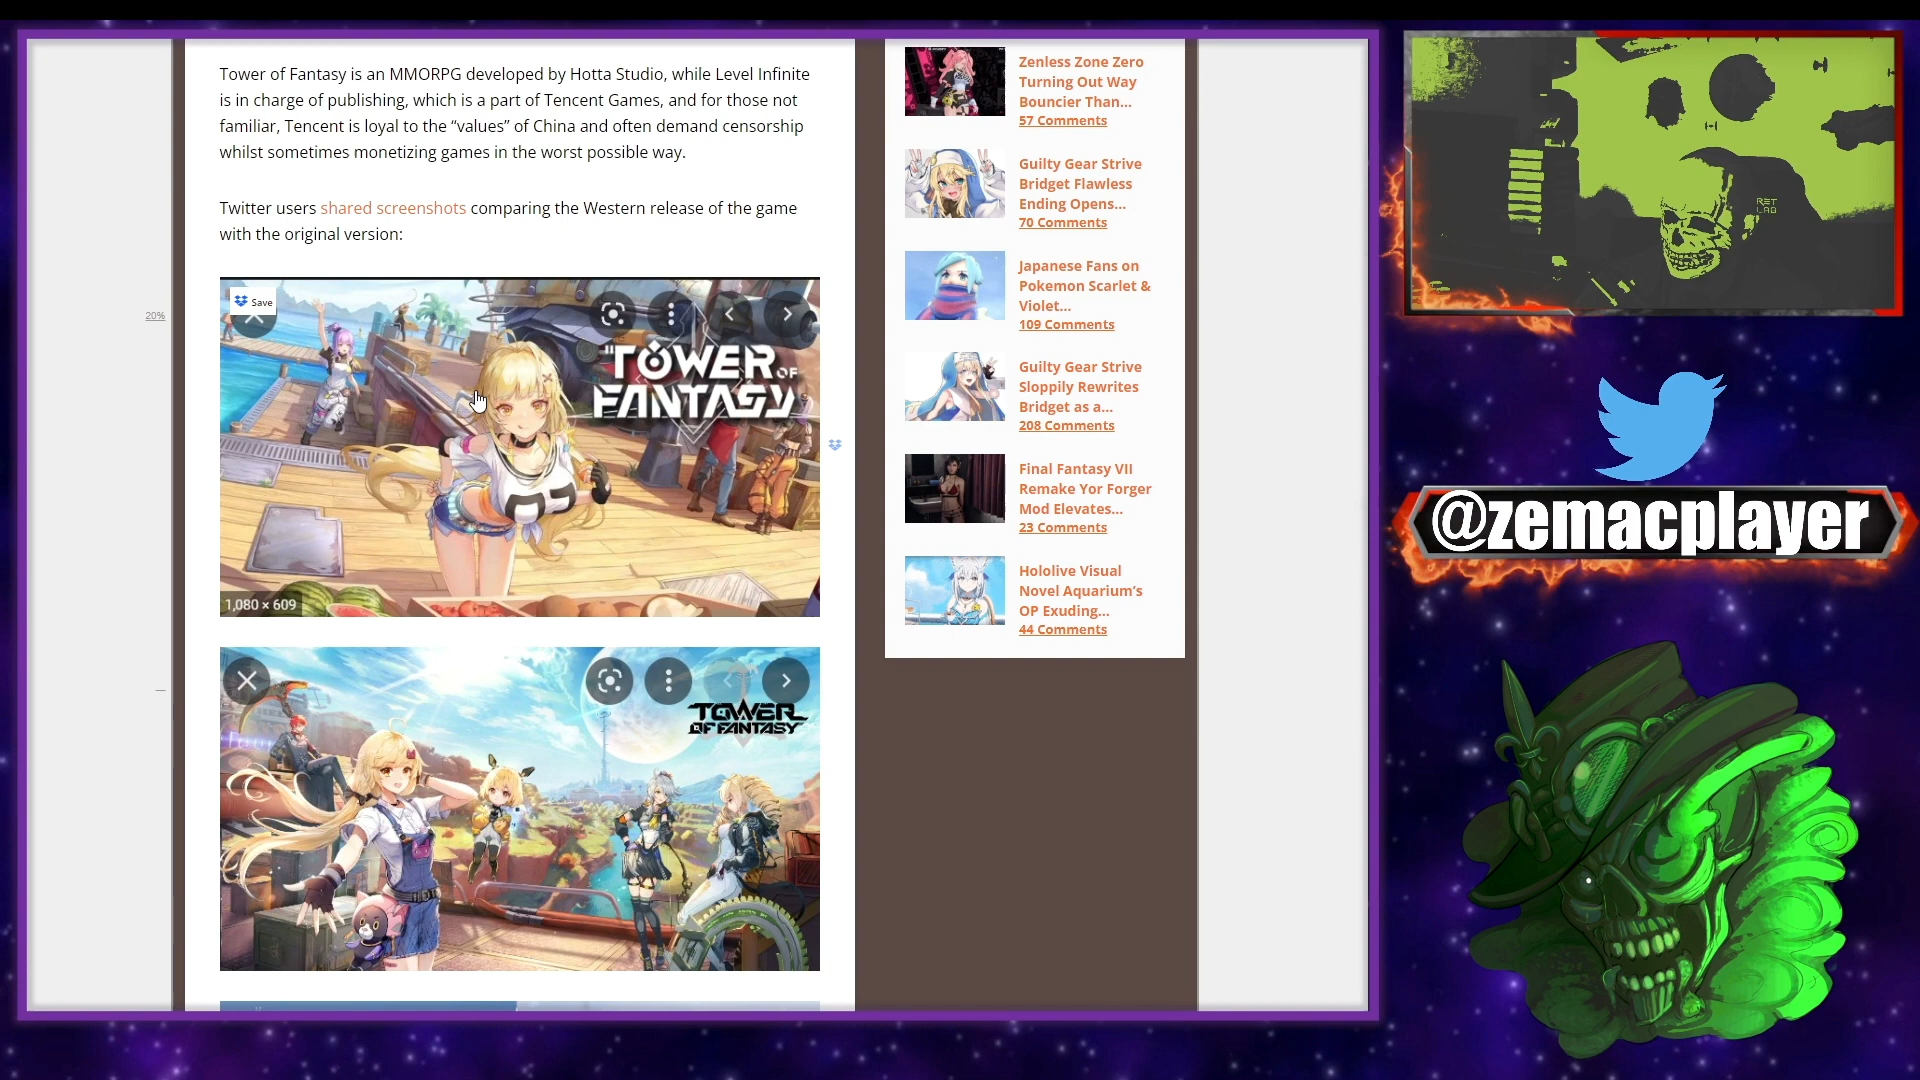 Tower of Fantasy is an MMORPG developed by Hotta Studio, while Level Infinite
is in charge of publishing, which is a part of Tencent Games, and for those not
familiar, Tencent is loyal to the “values” of China and often demand censorship
whilst sometimes monetizing games in the worst possible way.
Twitter users shared screenshots comparing the Western release of the game
with the original version:
20%
Save
TOWER OF
FANTASY
07
1,080 × 609
TOWER
OF FANTASY
Zenless Zone Zero
Turning Out Way
Bouncier Than...
57 Comments
Guilty Gear Strive
Bridget Flawless
Ending Opens...
70 Comments
Japanese Fans on
Pokemon Scarlet &
Violet...
109 Comments
Guilty Gear Strive
Sloppily Rewrites
Bridget as a...
208 Comments
Final Fantasy VII
Remake Yor Forger
Mod Elevates...
23 Comments
Hololive Visual
Novel Aquarium’s
OP Exuding...
44 Comments
RET
LAB
@zemacplayer